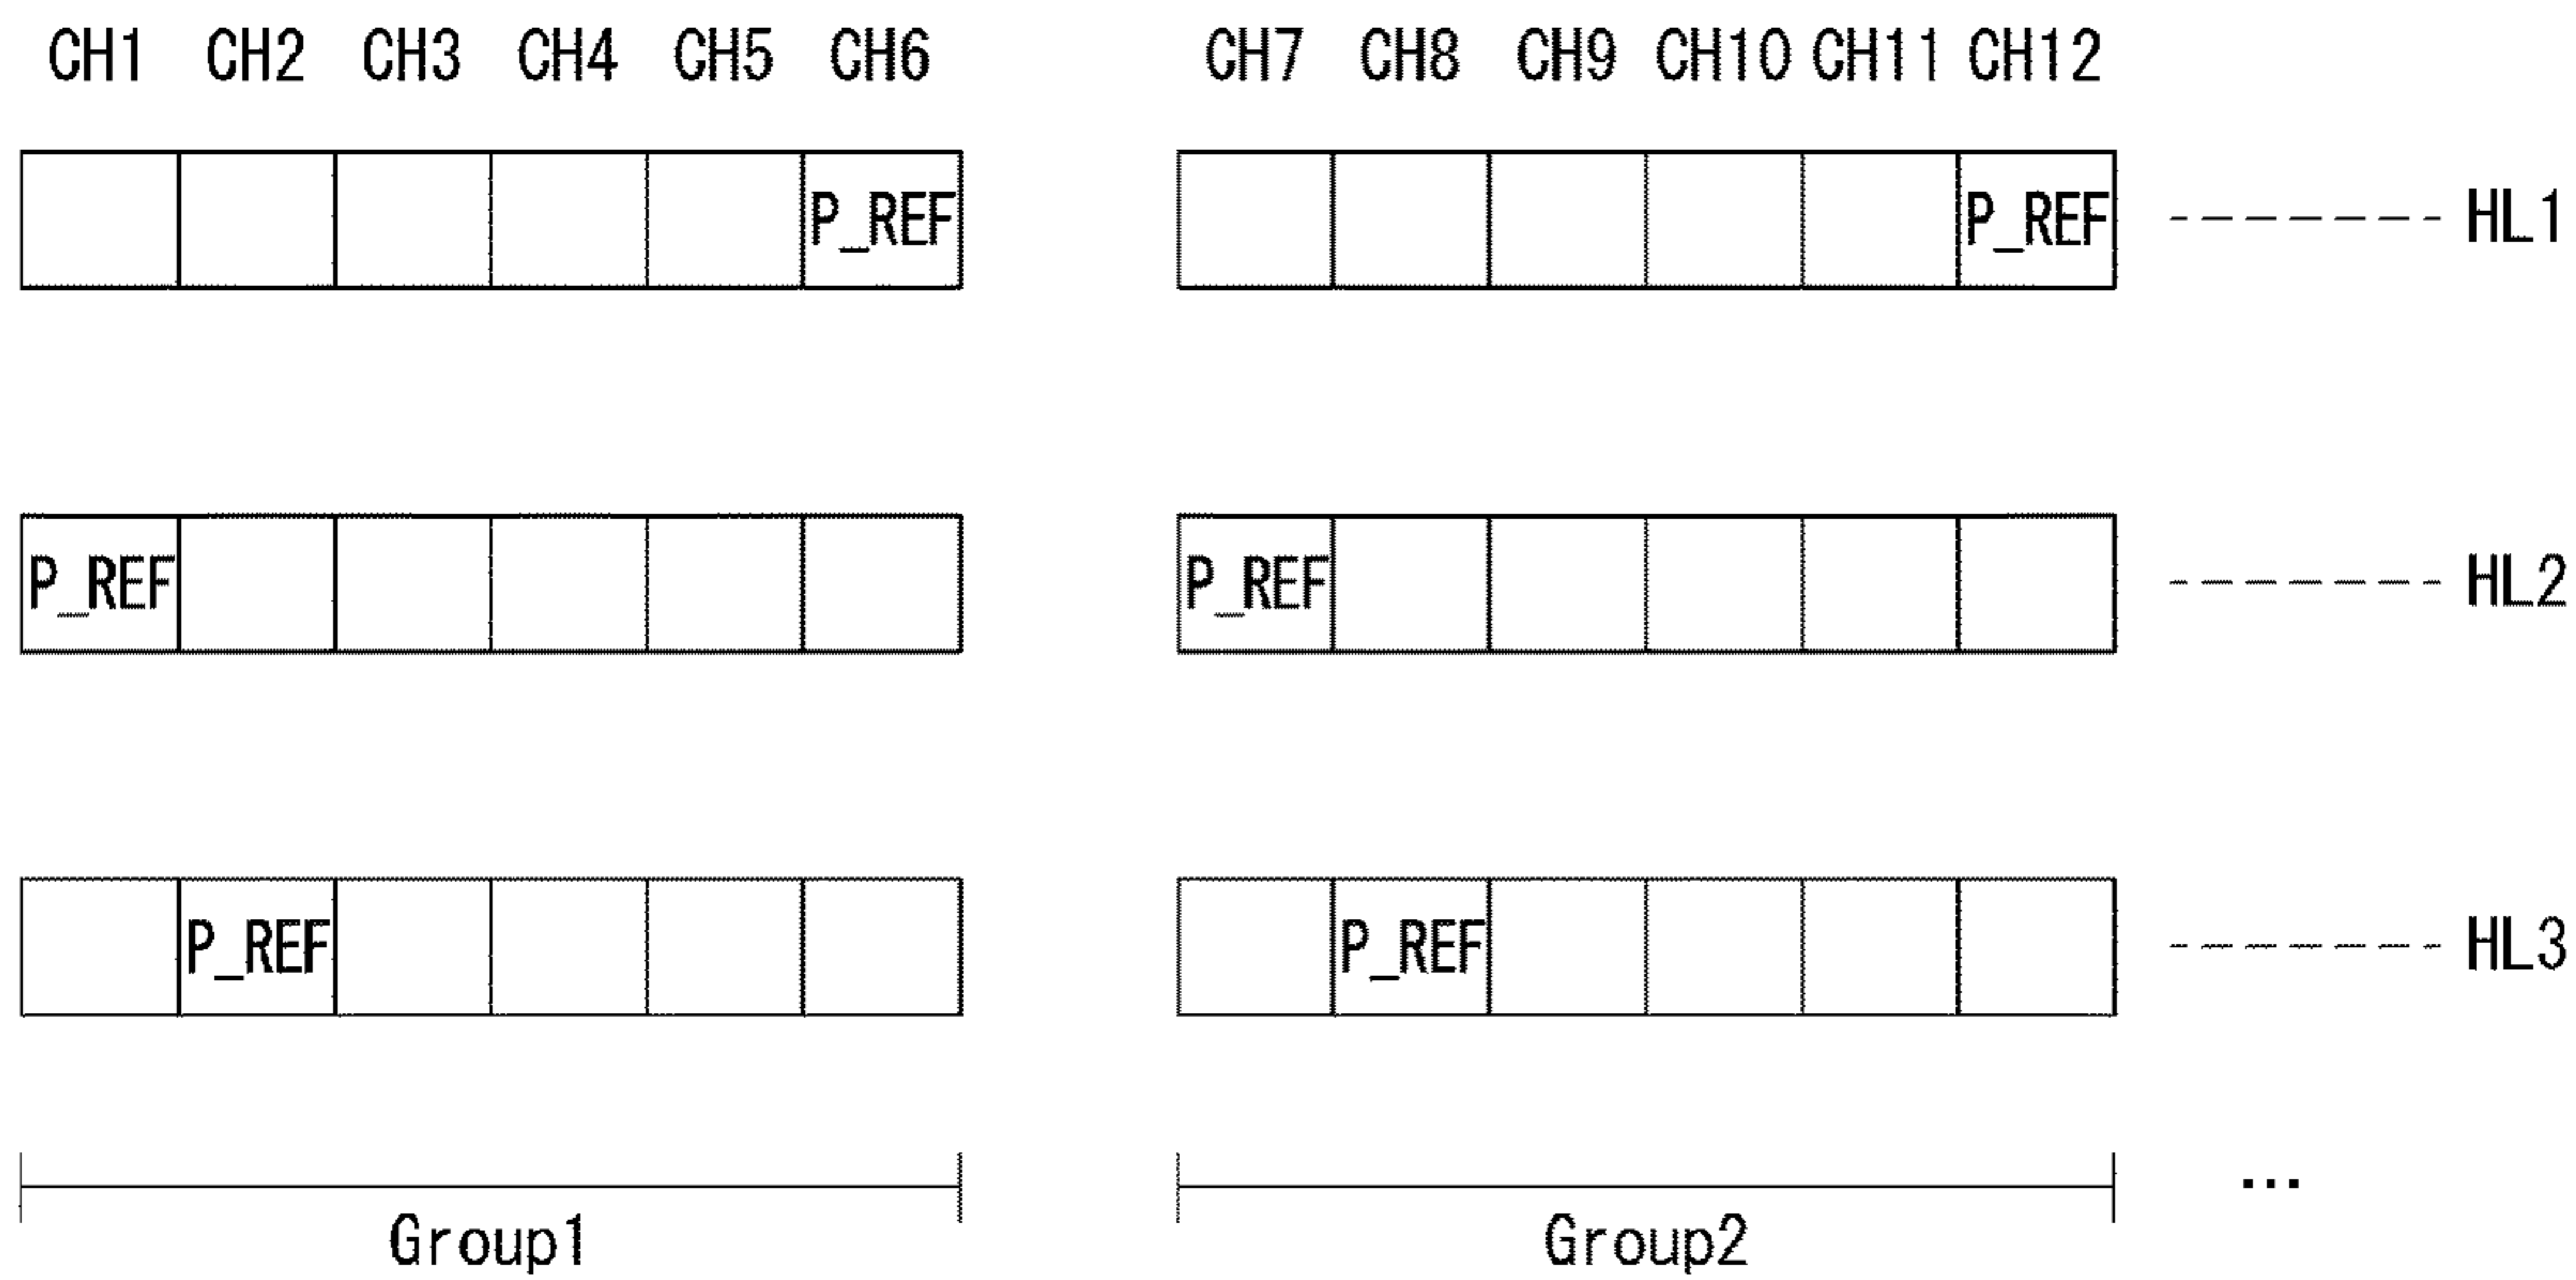 CH1 CH2 CH3 CH4 CH5 CH6 CH7 CH8 CH9 CH10 CH11 CH12
P_REF P_REF HL1
P_REF P_REF HL2
P_REF P_REF HL3
...
Group1 Group2